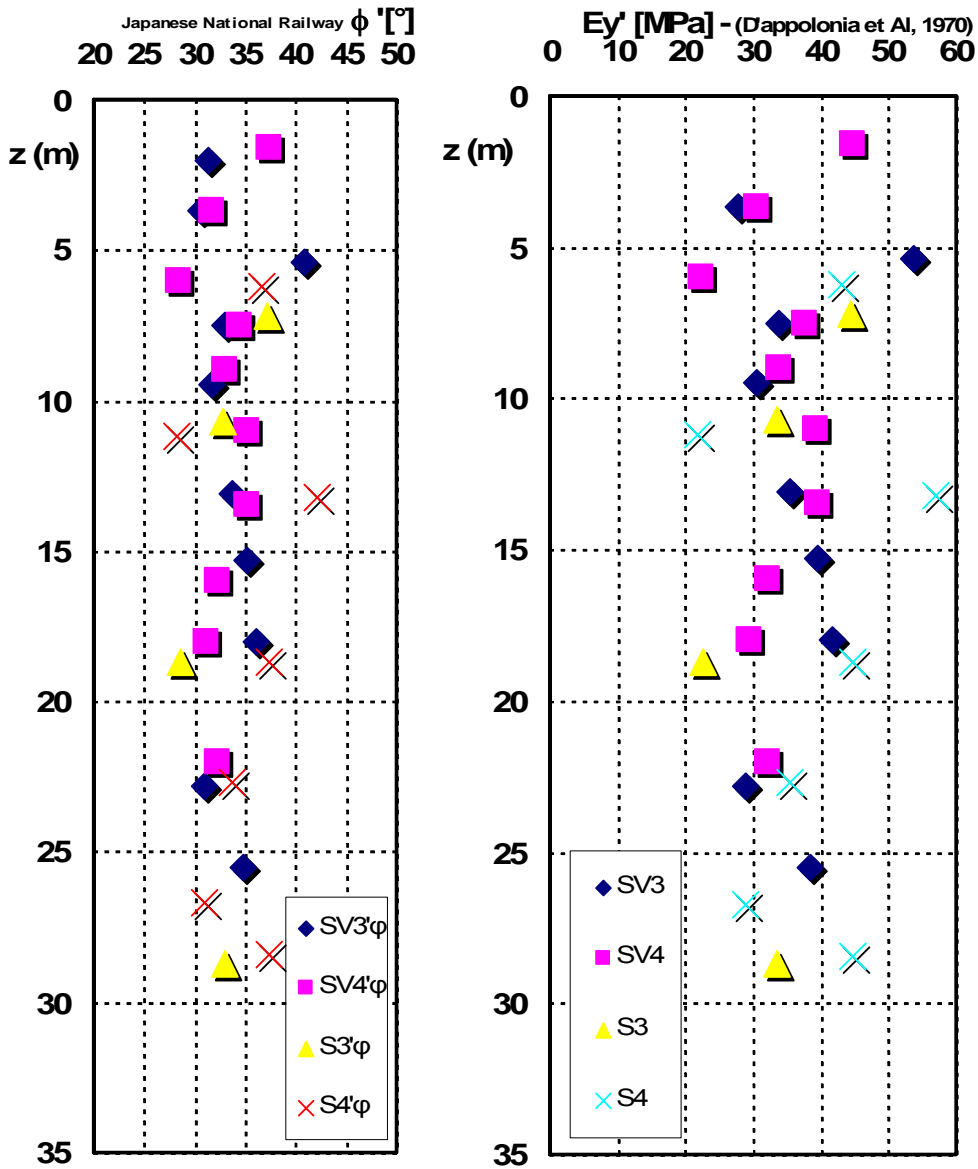 Japanese National Railway ϕ '[°]
20 25 30 35 40 45 50
z (m)
0
5
10
15
20
25
30
35
SV3'φ
SV4'φ
S3'φ
S4'φ
Ey' [MPa] - (D'appolonia et Al, 1970)
0 10 20 30 40 50 60
z (m)
0
5
10
15
20
25
30
35
SV3
SV4
S3
S4